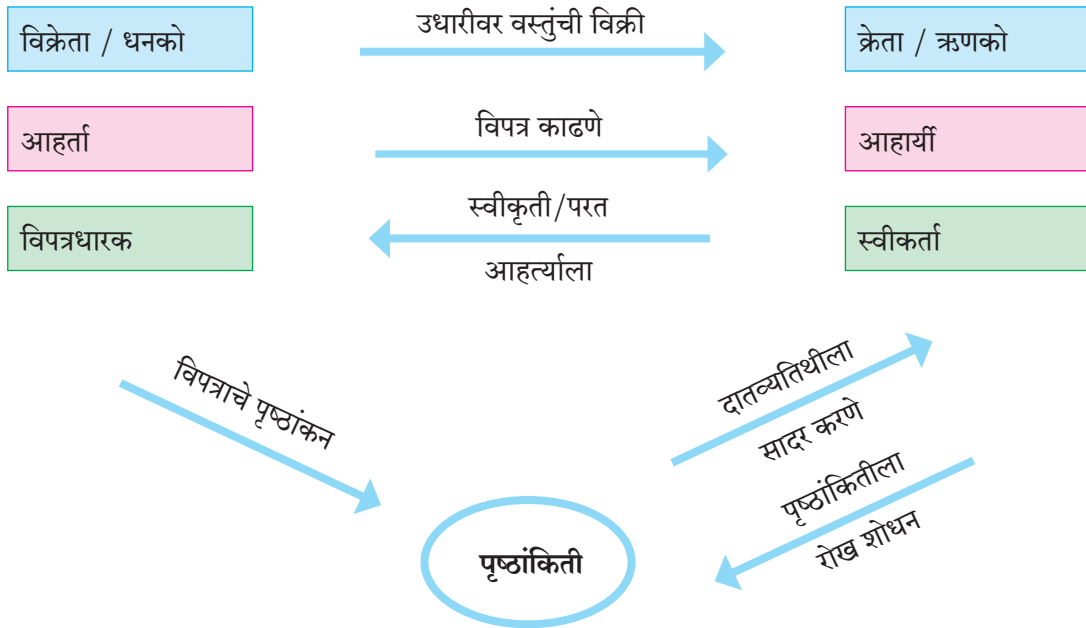 विक्रेता / धनको
उधारीवर वस्तुंची विक्री
क्रेता / ऋणको
आहर्ता
विपत्र काढणे
आहार्यी
विपत्रधारक
स्वीकृती/परत
आहर्त्याला
स्वीकर्ता
विपत्राचे पृष्ठांकन
दातव्यतिथीला
सादर करणे
पृष्ठांकितीला
रोख शोधन
पृष्ठांकिती